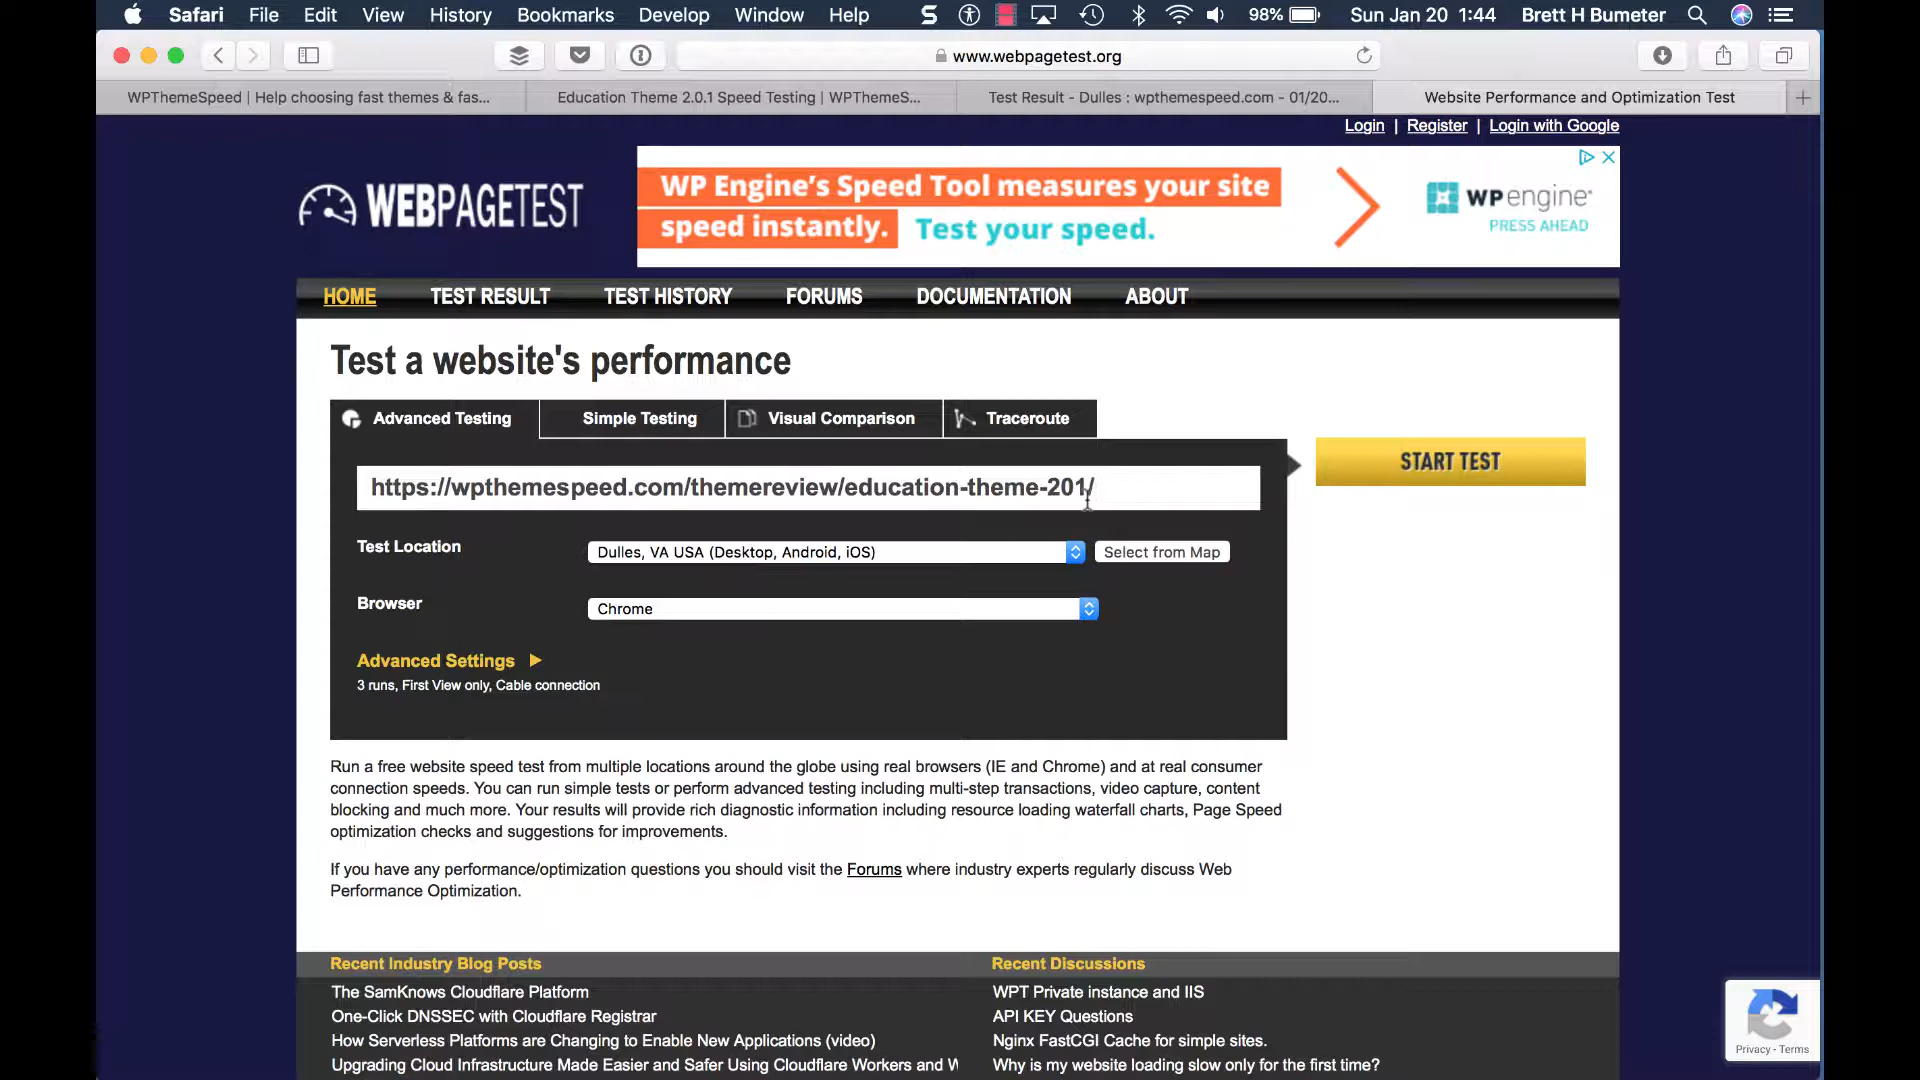 Safari File Edit View History Bookmarks Develop Window Help 98% Sun Jan 20 1:44 Brett H Bumeter
www.webpagetest.org
WPThemeSpeed | Help choosing fast themes & fas...
Education Theme 2.0.1 Speed Testing | WPThemeS...
Test Result - Dulles : wpthemespeed.com - 01/20...
Website Performance and Optimization Test
Login | Register | Login with Google
WEBPAGETEST
WP Engine's Speed Tool measures your site
speed instantly. Test your speed.
wpengine
PRESS AHEAD
HOME TEST RESULT TEST HISTORY FORUMS DOCUMENTATION ABOUT
Test a website's performance
Advanced Testing Simple Testing Visual Comparison Traceroute
START TEST
https://wpthemespeed.com/themereview/education-theme-201/
Test Location Dulles, VA USA (Desktop, Android, iOS) Select from Map
Browser Chrome
Advanced Settings
3 runs, First View only, Cable connection
Run a free website speed test from multiple locations around the globe using real browsers (IE and Chrome) and at real consumer
connection speeds. You can run simple tests or perform advanced testing including multi-step transactions, video capture, content
blocking and much more. Your results will provide rich diagnostic information including resource loading waterfall charts, Page Speed
optimization checks and suggestions for improvements.
If you have any performance/optimization questions you should visit the Forums where industry experts regularly discuss Web
Performance Optimization.
Recent Industry Blog Posts
The SamKnows Cloudflare Platform
One-Click DNSSEC with Cloudflare Registrar
How Serverless Platforms are Changing to Enable New Applications (video)
Upgrading Cloud Infrastructure Made Easier and Safer Using Cloudflare Workers and W
Recent Discussions
WPT Private instance and IIS
API KEY Questions
Nginx FastCGI Cache for simple sites.
Why is my website loading slow only for the first time?
Privacy - Terms